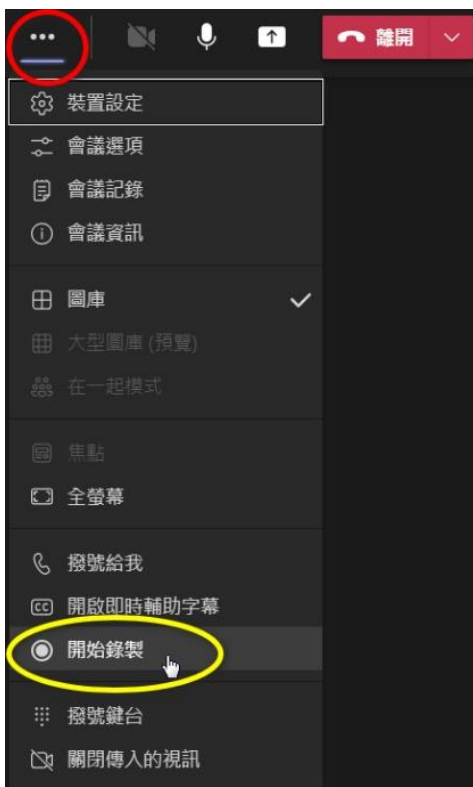 離開
裝置設定
會議選項
會議記錄
會議資訊
圖庫
大型圖庫 (預覽)
在一起模式
焦點
全螢幕
撥號給我
CC 開啟即時輔助字幕
開始錄製
撥號鍵台
關閉傳入的視訊